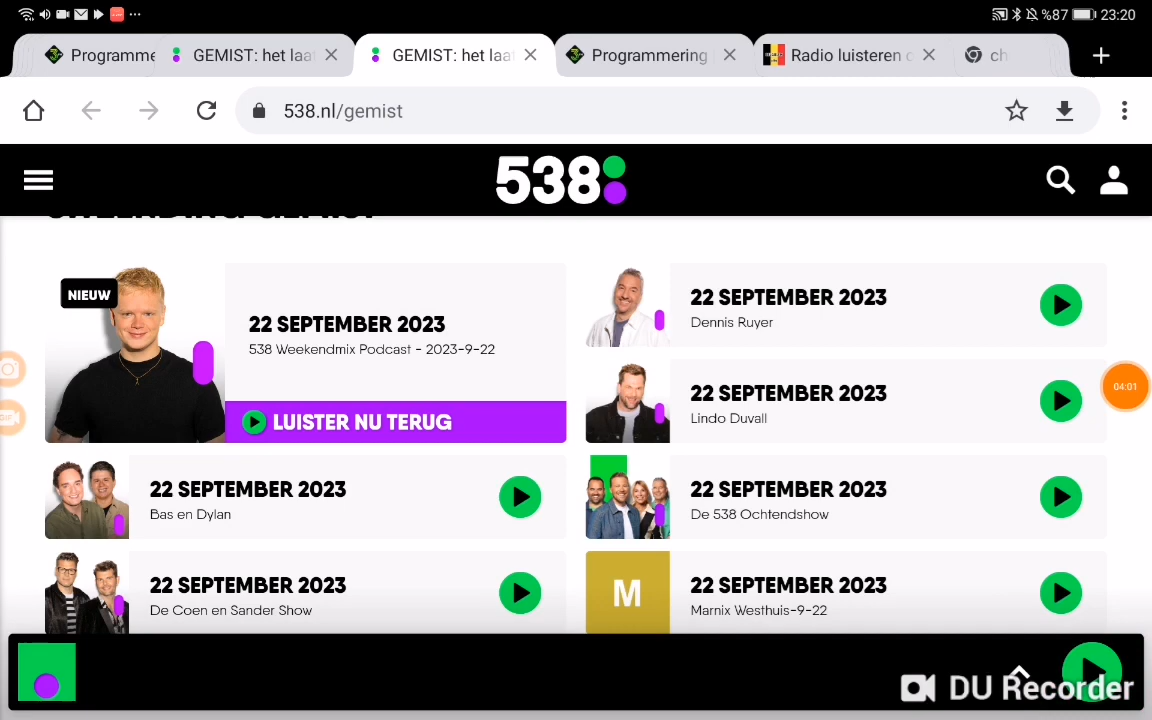 %87 23:20
Programme
GEMIST: het laa
GEMIST: het laa
Programmering
Radio luisteren o
ch
538.nl/gemist
538
NIEUW
22 SEPTEMBER 2023
538 Weekendmix Podcast - 2023-9-22
LUISTER NU TERUG
22 SEPTEMBER 2023
Dennis Ruyer
22 SEPTEMBER 2023
Lindo Duvall
04:01
GIF
22 SEPTEMBER 2023
Bas en Dylan
22 SEPTEMBER 2023
De 538 Ochtendshow
22 SEPTEMBER 2023
De Coen en Sander Show
M
22 SEPTEMBER 2023
Marnix Westhuis-9-22
DU Recorder